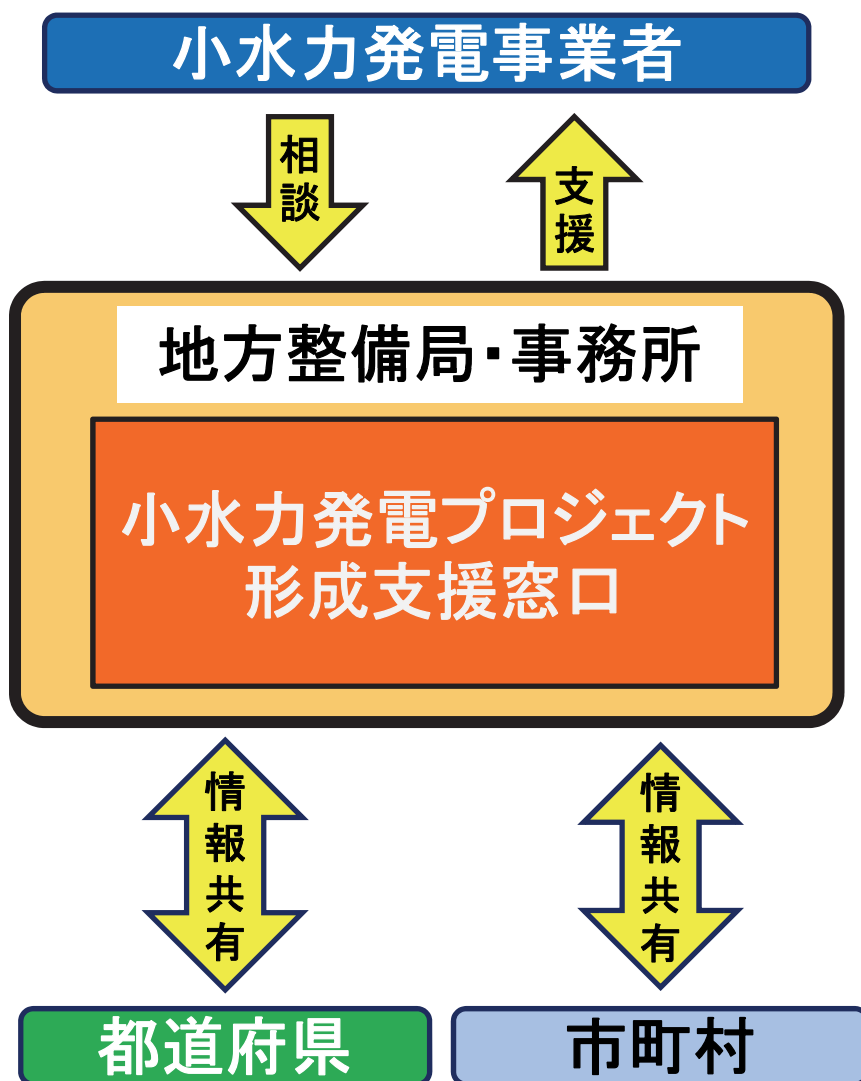 小水力発電事業者
相談
支援
地方整備局・事務所
小水力発電プロジェクト
形成支援窓口
情報共有
情報共有
都道府県
市町村